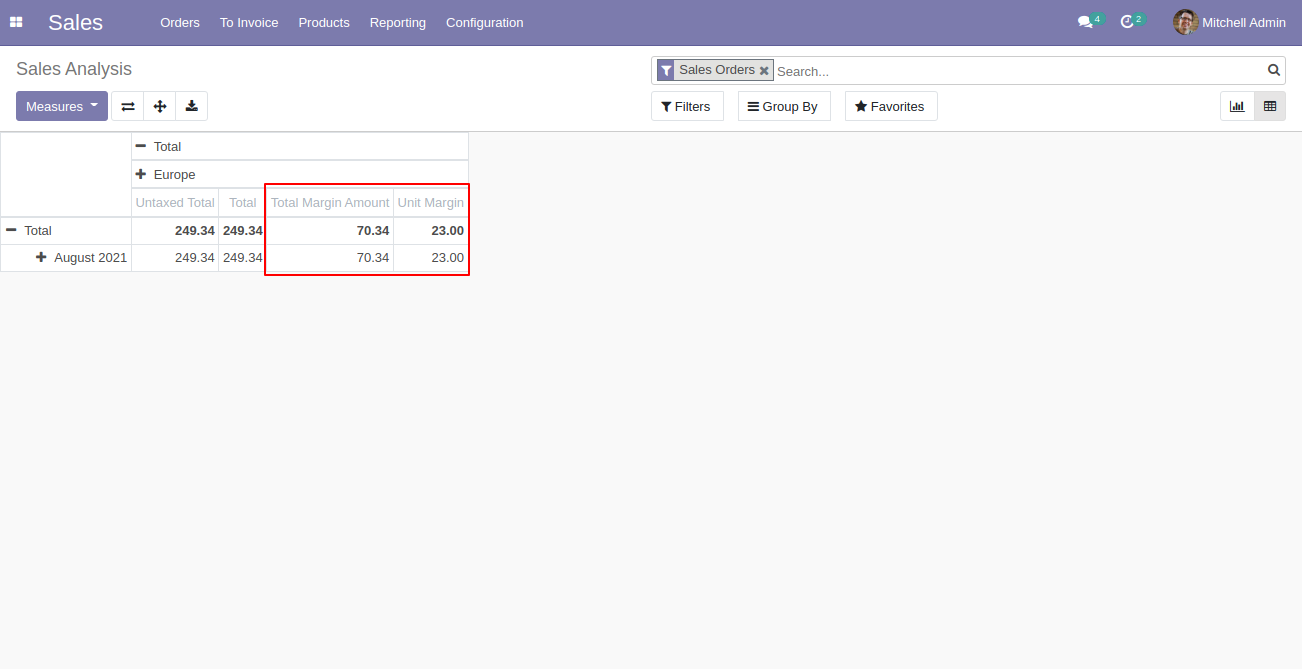 Sales Orders To Invoice Products Reporting Configuration 4 2 Mitchell Admin
Sales Analysis
Sales Orders Search...
Measures Filters Group By Favorites
Total
Europe
Untaxed Total Total Total Margin Amount Unit Margin
Total 249.34 249.34 70.34 23.00
August 2021 249.34 249.34 70.34 23.00